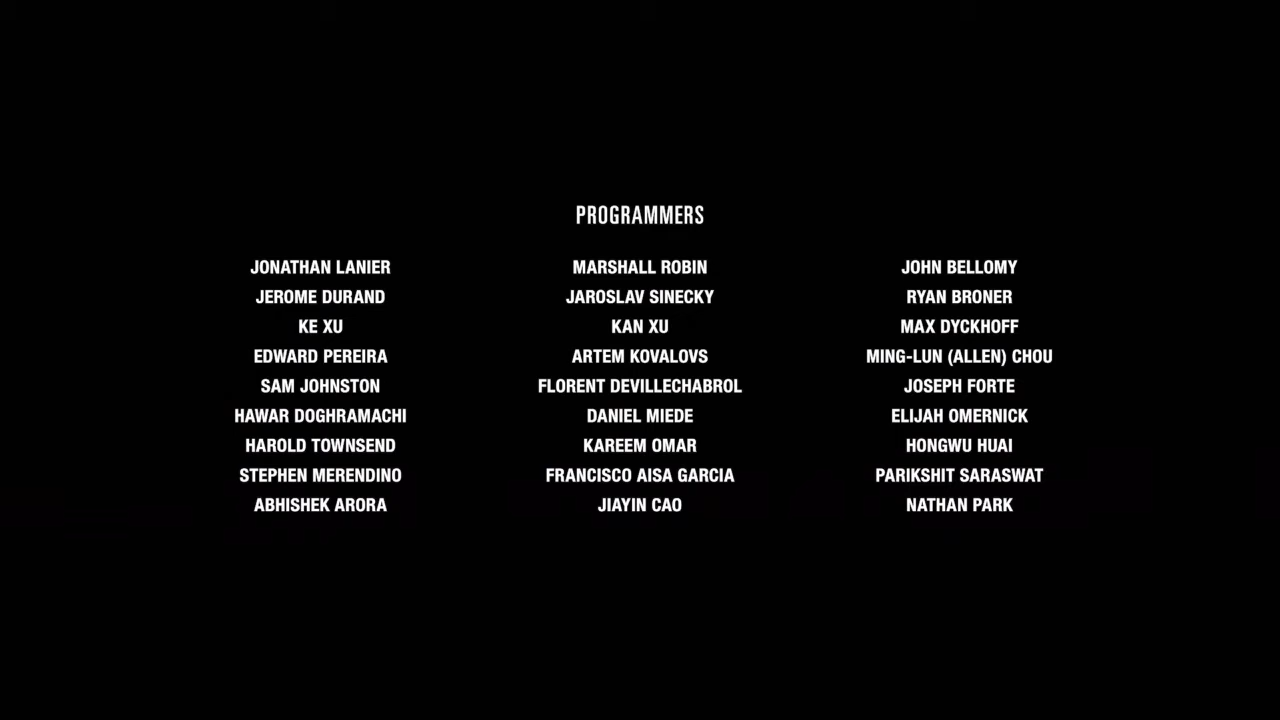 PROGRAMMERS
JONATHAN LANIER MARSHALL ROBIN JOHN BELLOMY
JEROME DURAND JAROSLAV SINECKY RYAN BRONER
KE XU KAN XU MAX DYCKHOFF
EDWARD PEREIRA ARTEM KOVALOVS MING-LUN (ALLEN) CHOU
SAM JOHNSTON FLORENT DEVILLECHABROL JOSEPH FORTE
HAWAR DOGHRAMACHI DANIEL MIEDE ELIJAH OMERNICK
HAROLD TOWNSEND KAREEM OMAR HONGWU HUAI
STEPHEN MERENDINO FRANCISCO AISA GARCIA PARIKSHIT SARASWAT
ABHISHEK ARORA JIAYIN CAO NATHAN PARK